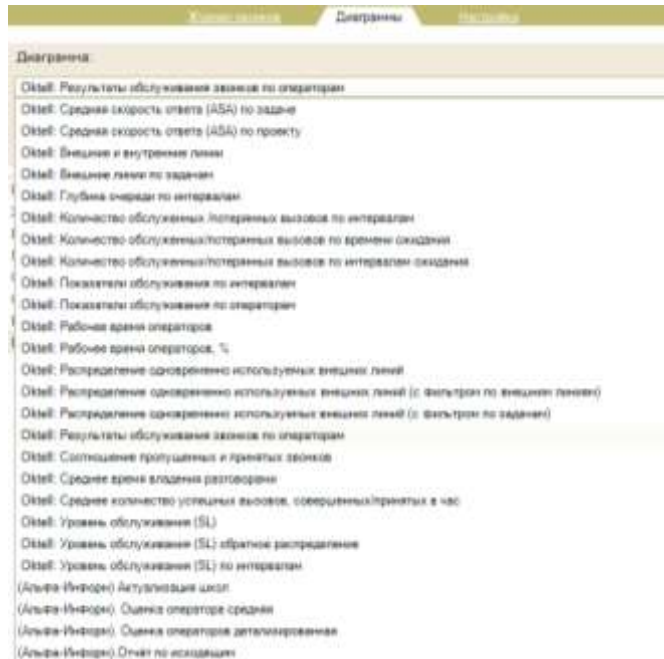 Журнал звонков Диаграммы Настройка
Диаграмма:
Oktell: Результаты обслуживания звонков по операторам
Oktell: Средняя скорость ответа (ASA) по задаче
Oktell: Средняя скорость ответа (ASA) по проекту
Oktell: Внешние и внутренние линии
Oktell: Внешние линии по задачам
Oktell: Глубина очереди по интервалам
Oktell: Количество обслуженных /потерянных вызовов по интервалам
Oktell: Количество обслуженных/потерянных вызовов по времени ожидания
Oktell: Количество обслуженных/потерянных вызовов по интервалам ожидания
Oktell: Показатели обслуживания по интервалам
Oktell: Показатели обслуживания по операторам
Oktell: Рабочее время операторов
Oktell: Рабочее время операторов, %
Oktell: Распределение одновременно используемых внешних линий
Oktell: Распределение одновременно используемых внешних линий (с фильтром по внешним линиям)
Oktell: Распределение одновременно используемых внешних линий (с фильтром по задачам)
Oktell: Результаты обслуживания звонков по операторам
Oktell: Соотношение пропущенных и принятых звонков
Oktell: Среднее время владения разговорами
Oktell: Среднее количество успешных вызовов, совершенных/принятых в час
Oktell: Уровень обслуживания (SL)
Oktell: Уровень обслуживания (SL) обратное распределение
Oktell: Уровень обслуживания (SL) по интервалам
(Альфа-Информ) Актуализация школ
(Альфа-Информ). Оценка оператора средняя
(Альфа-Информ). Оценка операторов детализированная
(Альфа-Информ).Отчёт по исходящим